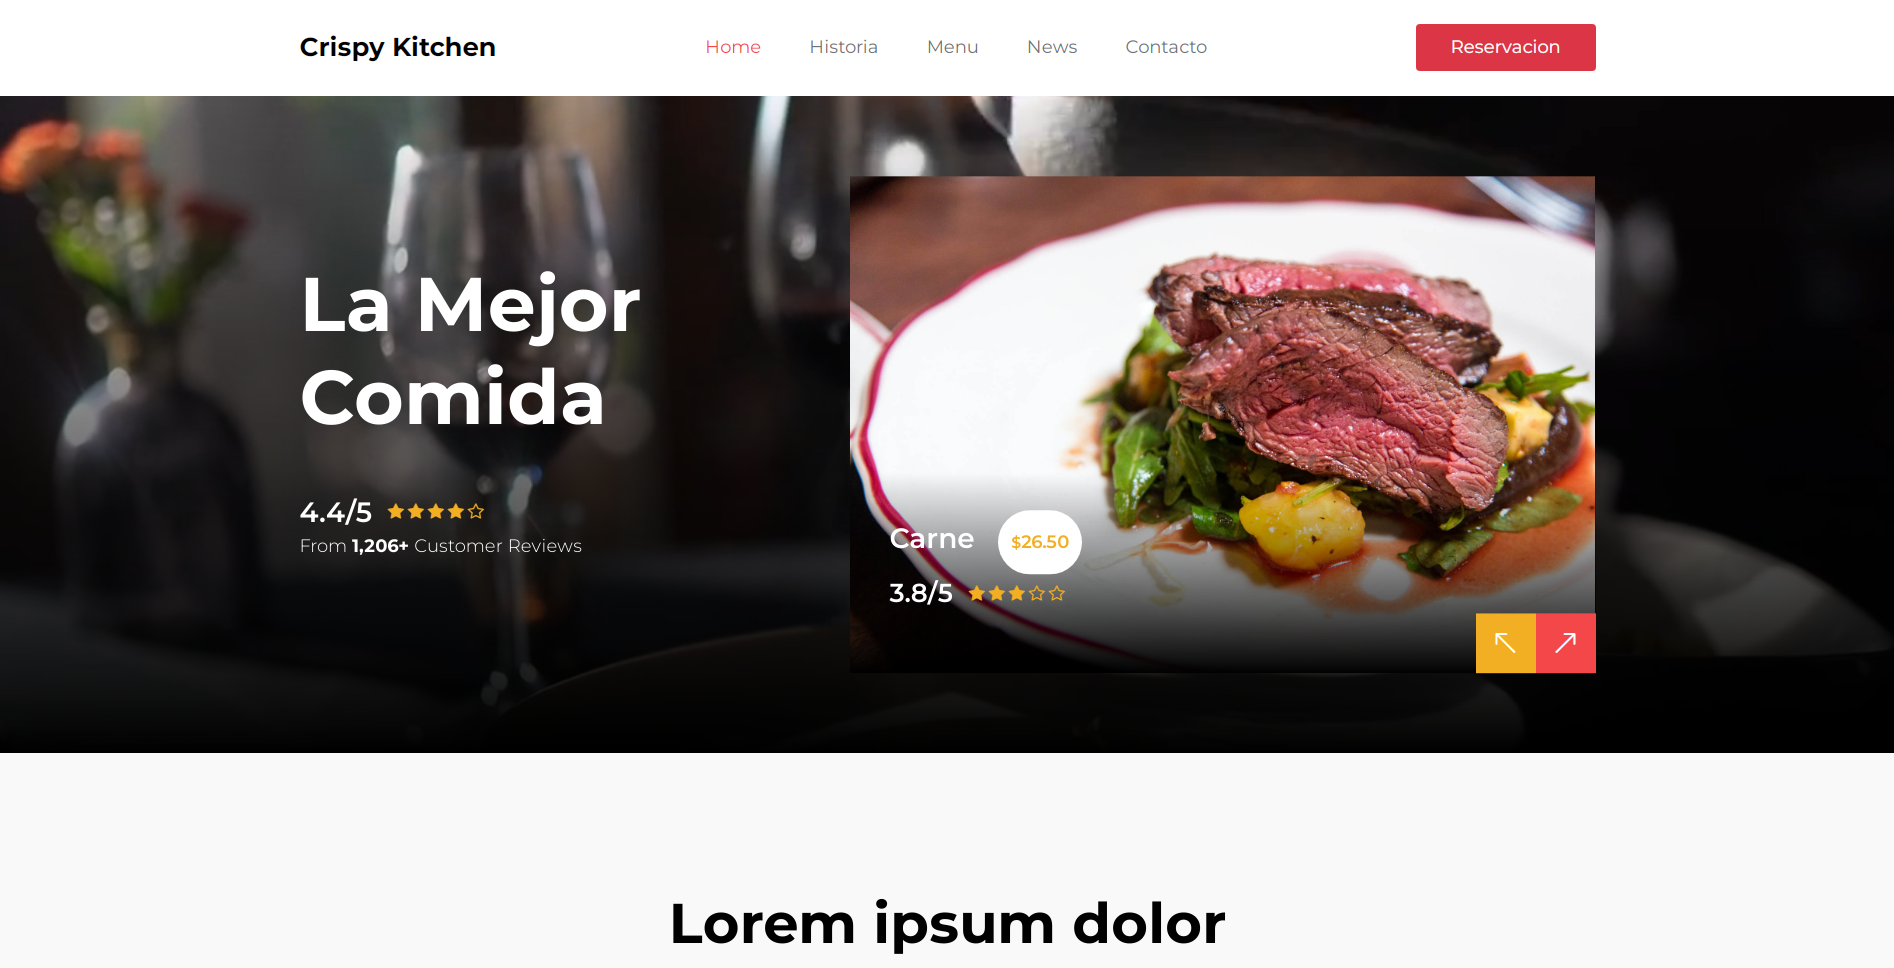 Crispy Kitchen
Home Historia Menu News Contacto
Reservacion
La Mejor
Comida
4.4/5
From 1,206+ Customer Reviews
Carne $26.50
3.8/5
Lorem ipsum dolor